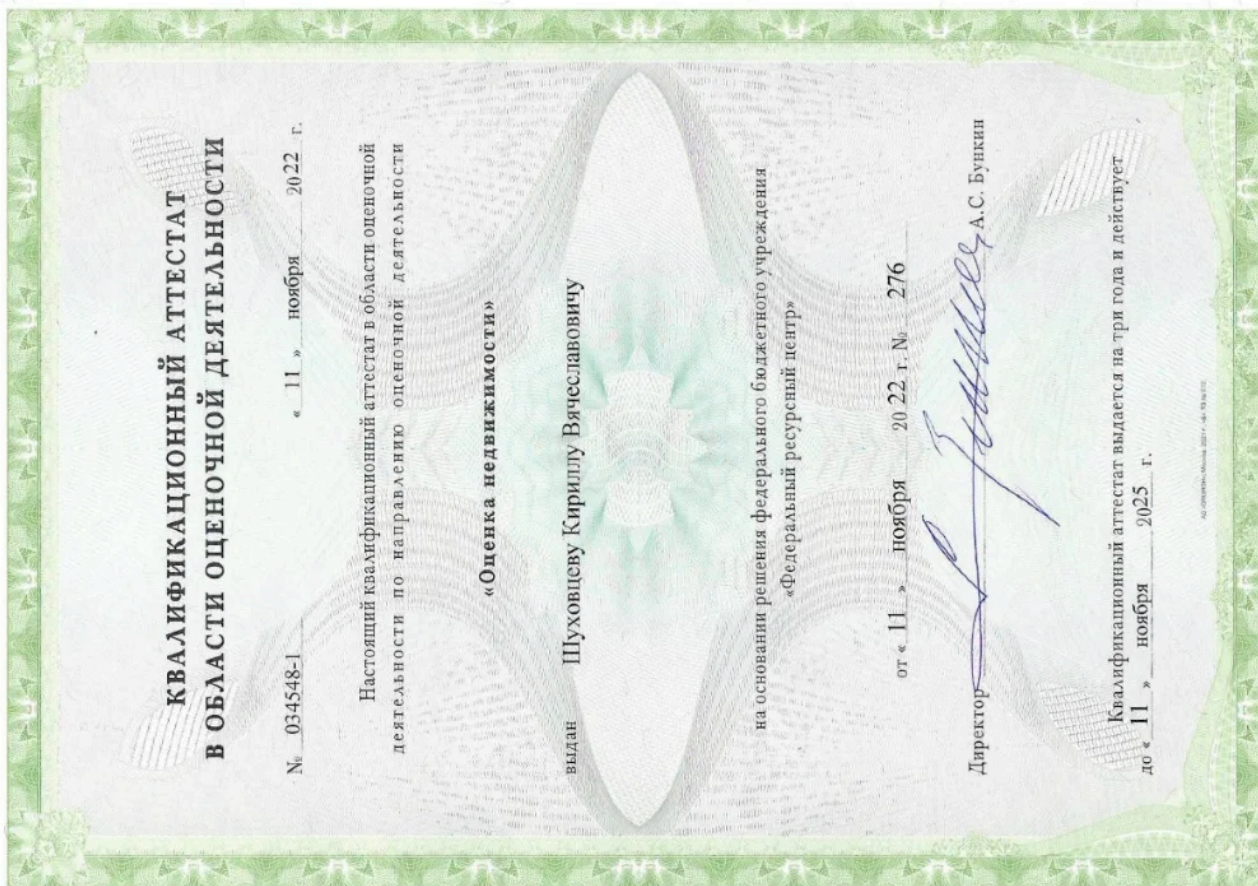 КВАЛИФИКАЦИОННЫЙ АТТЕСТАТ
В ОБЛАСТИ ОЦЕНОЧНОЙ ДЕЯТЕЛЬНОСТИ
№ 034548-1 « 11 » ноября 2022 г.
Настоящий квалификационный аттестат в области оценочной
деятельности по направлению оценочной деятельности
«Оценка недвижимости»
выдан Шуховцеву Кириллу Вячеславовичу
на основании решения федерального бюджетного учреждения
«Федеральный ресурсный центр»
от « 11 » ноября 20 22 г. № 276
Директор А.С. Бункин
Квалификационный аттестат выдается на три года и действует
до « 11 » ноября 2025 г.